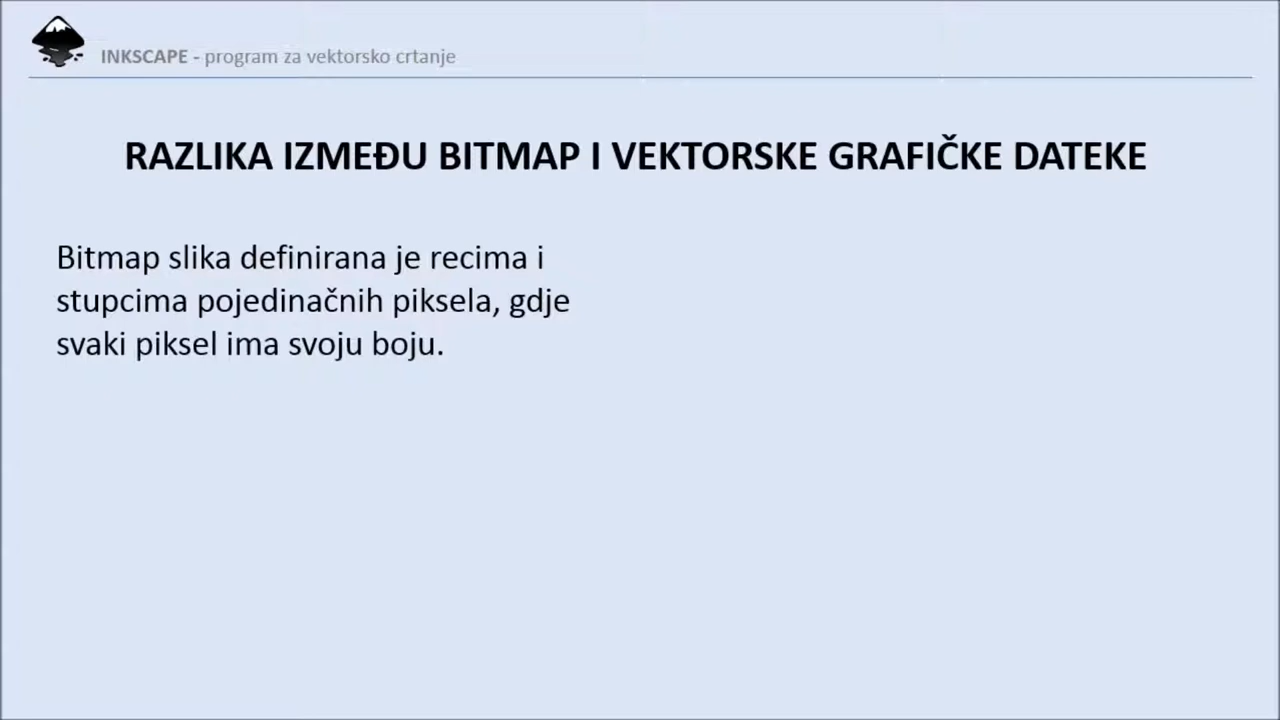 INKSCAPE - program za vektorsko crtanje
RAZLIKA IZMEĐU BITMAP I VEKTORSKE GRAFIČKE DATEKE
Bitmap slika definirana je recima i
stupcima pojedinačnih piksela, gdje
svaki piksel ima svoju boju.